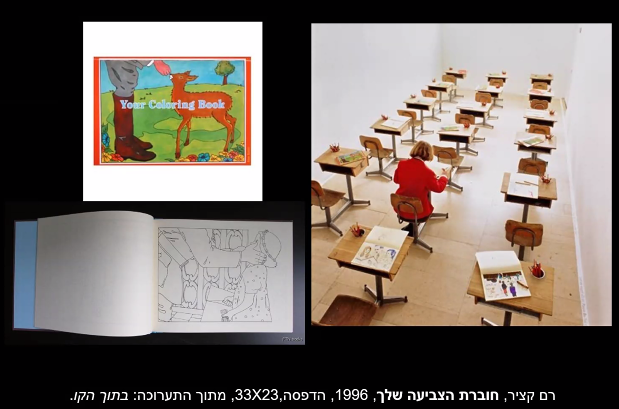 Your Coloring Book
רם קציר, חוברת הצביעה שלך, 1996, הדפסה,33X23, מתוך התערוכה: בתוך הקו.